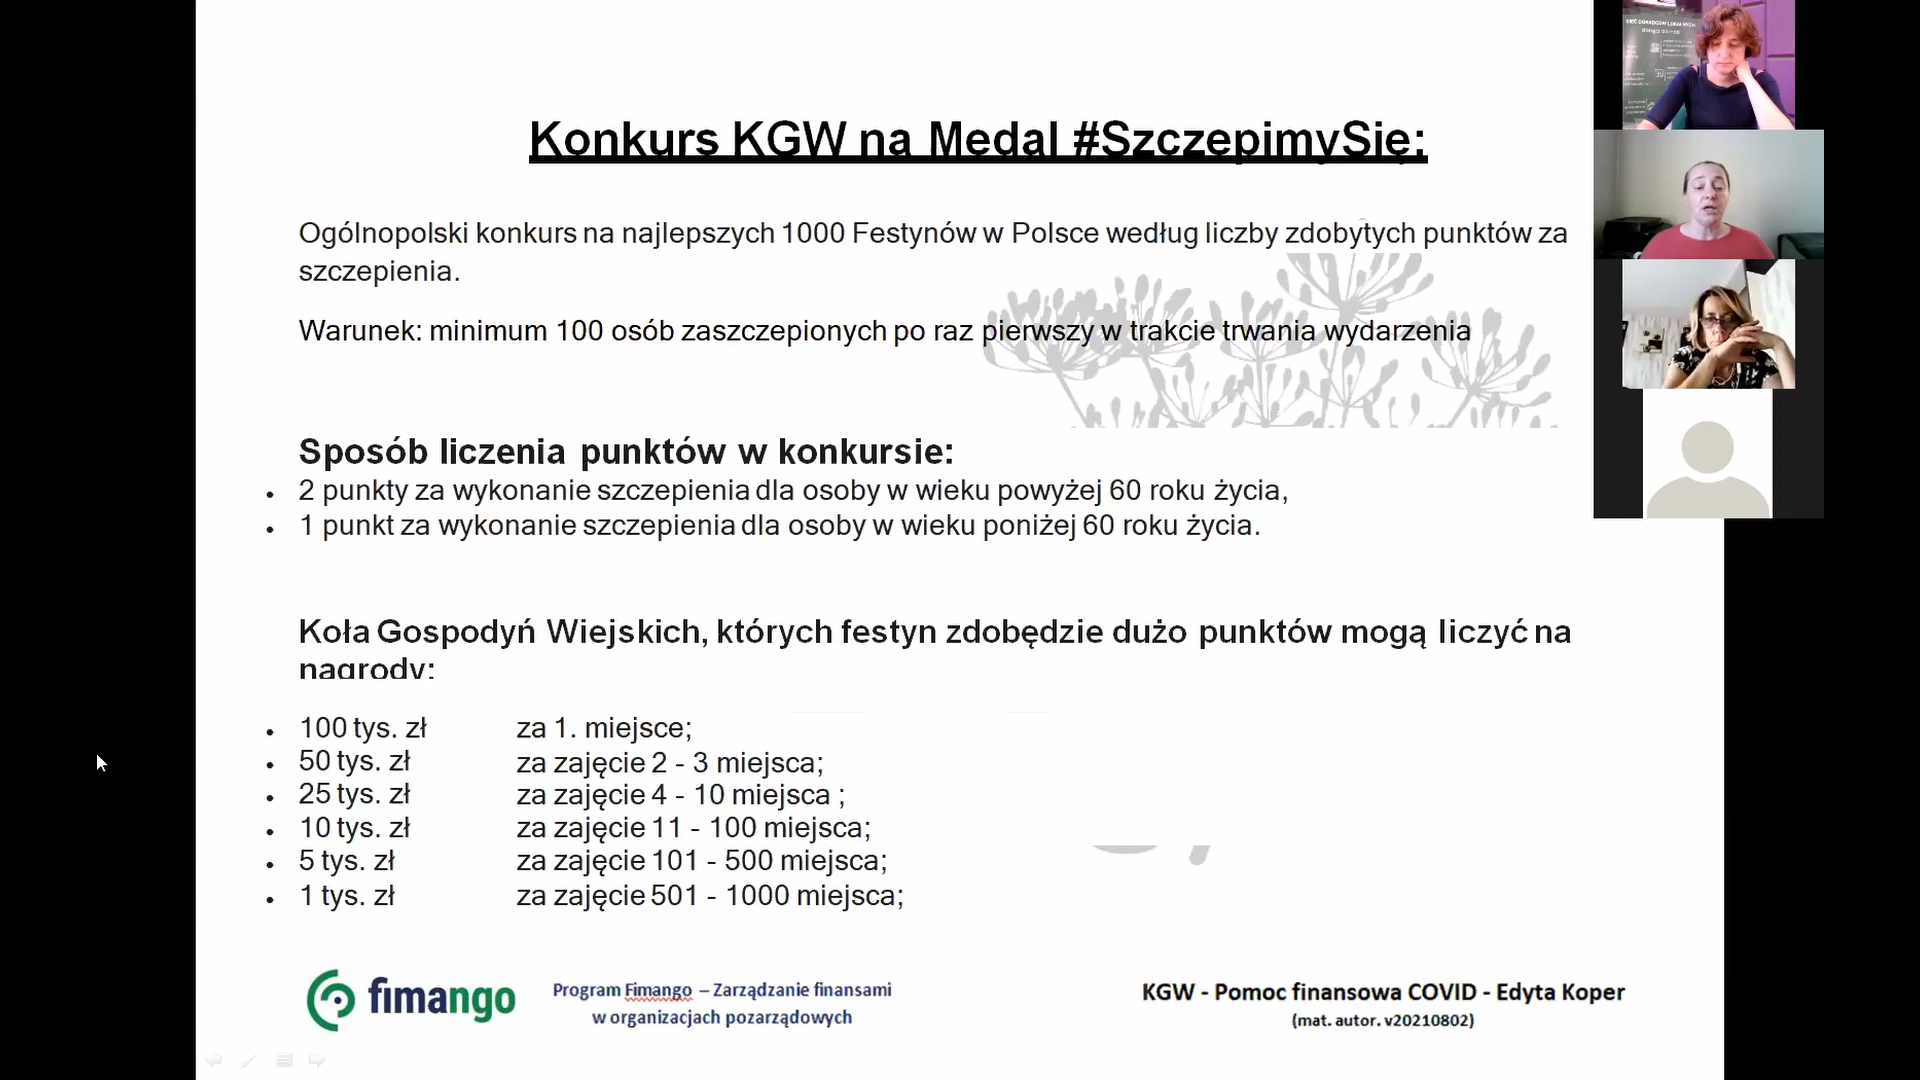 Konkurs KGW na Medal #SzczepimySię:
Ogólnopolski konkurs na najlepszych 1000 Festynów w Polsce według liczby zdobytych punktów za
szczepienia.
Warunek: minimum 100 osób zaszczepionych po raz pierwszy w trakcie trwania wydarzenia
Sposób liczenia punktów w konkursie:
• 2 punkty za wykonanie szczepienia dla osoby w wieku powyżej 60 roku życia,
• 1 punkt za wykonanie szczepienia dla osoby w wieku poniżej 60 roku życia.
Koła Gospodyń Wiejskich, których festyn zdobędzie dużo punktów mogą liczyć na
nagrody:
• 100 tys. zł za 1. miejsce;
• 50 tys. zł za zajęcie 2 - 3 miejsca;
• 25 tys. zł za zajęcie 4 - 10 miejsca ;
• 10 tys. zł za zajęcie 11 - 100 miejsca;
• 5 tys. zł za zajęcie 101 - 500 miejsca;
• 1 tys. zł za zajęcie 501 - 1000 miejsca;
fimango
Program Fimango – Zarządzanie finansami
w organizacjach pozarządowych
KGW - Pomoc finansowa COVID - Edyta Koper
(mat. autor. v20210802)